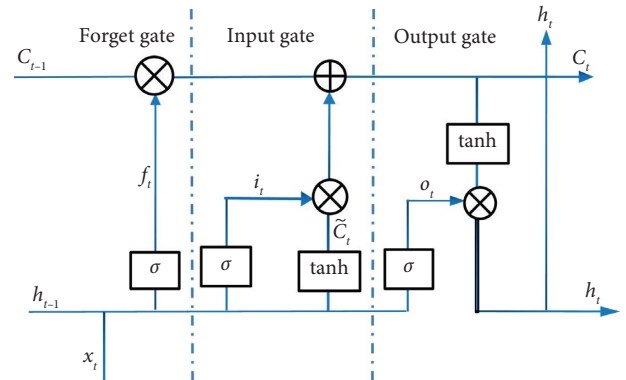 h_t
Forget gate
Input gate
Output gate
C_{t-1}
C_t
tanh
f_t
i_t
o_t
C̃_t
σ
σ
tanh
σ
h_{t-1}
h_t
x_t